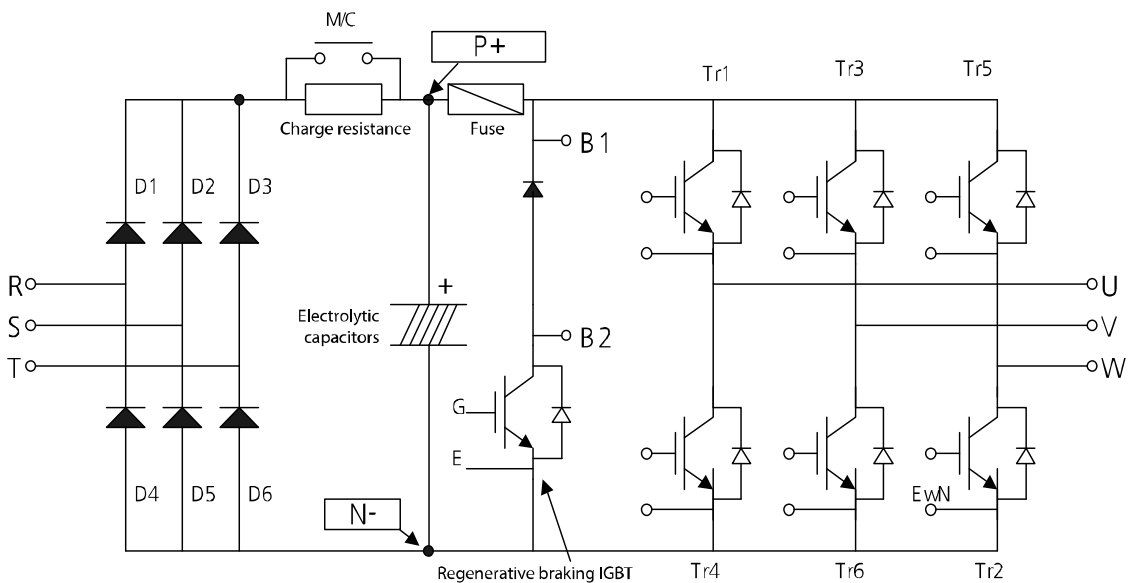 M/C
P+
Tr1
Tr3
Tr5
Charge resistance
Fuse
B1
D1
D2
D3
R
S
T
+
Electrolytic
capacitors
B2
U
V
W
G
E
D4
D5
D6
N-
EwN
Regenerative braking IGBT
Tr4
Tr6
Tr2